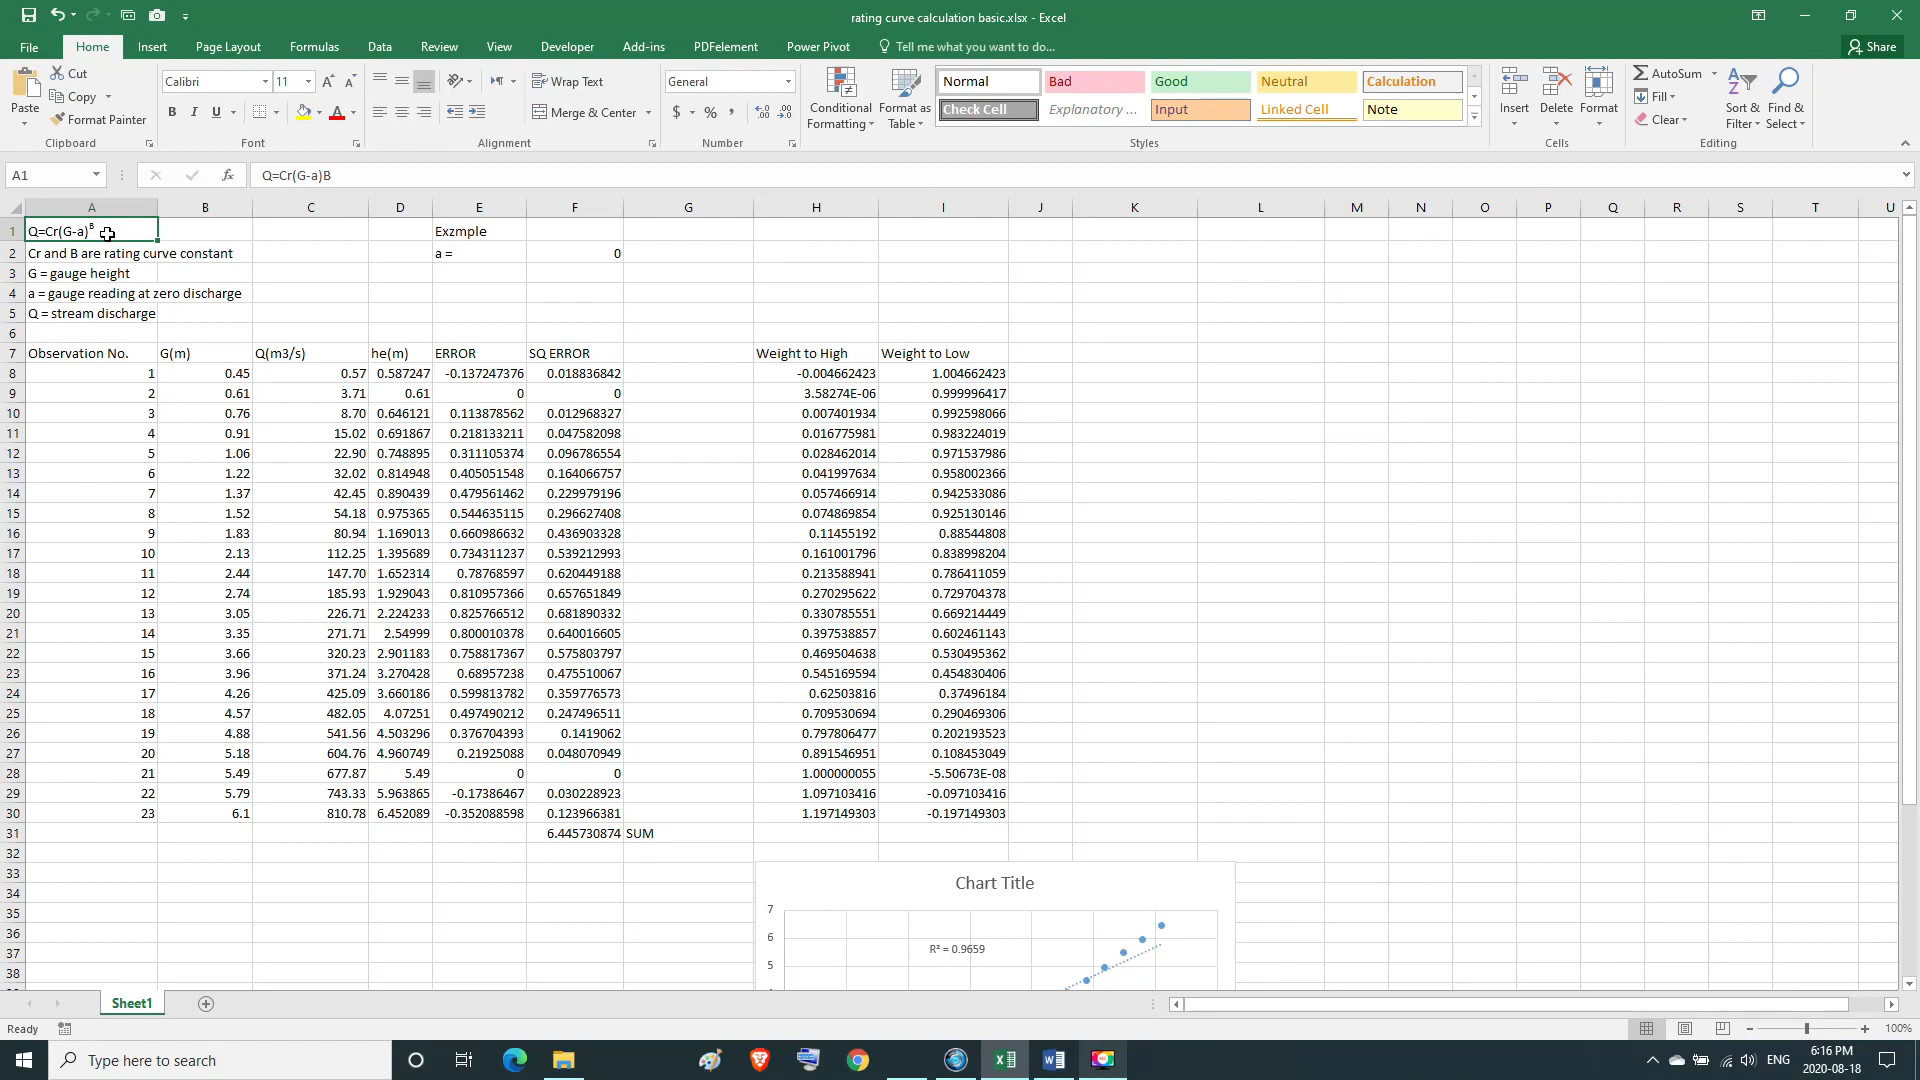 rating curve calculation basic.xlsx - Excel
File Home Insert Page Layout Formulas Data Review View Developer Add-ins PDFelement Power Pivot Tell me what you want to do... Share
Paste Cut Copy Format Painter
Clipboard
Calibri 11 B I U A A A
Font
Wrap Text
Merge & Center
Alignment
General
$ % ,
Number
Conditional Formatting Format as Table
Normal Bad Good Neutral Calculation
Check Cell Explanatory ... Input Linked Cell Note
Styles
Insert Delete Format
Cells
AutoSum Fill Clear
Sort & Filter Find & Select
Editing
A1 fx Q=Cr(G-a)B
A B C D E F G H I J K L M N O P Q R S T U
1 Q=Cr(G-a)ᴮ Exzmple
2 Cr and B are rating curve constant a = 0
3 G = gauge height
4 a = gauge reading at zero discharge
5 Q = stream discharge
6
7 Observation No. G(m) Q(m3/s) he(m) ERROR SQ ERROR Weight to High Weight to Low
8 1 0.45 0.57 0.587247 -0.137247376 0.018836842 -0.004662423 1.004662423
9 2 0.61 3.71 0.61 0 0 3.58274E-06 0.999996417
10 3 0.76 8.70 0.646121 0.113878562 0.012968327 0.007401934 0.992598066
11 4 0.91 15.02 0.691867 0.218133211 0.047582098 0.016775981 0.983224019
12 5 1.06 22.90 0.748895 0.311105374 0.096786554 0.028462014 0.971537986
13 6 1.22 32.02 0.814948 0.405051548 0.164066757 0.041997634 0.958002366
14 7 1.37 42.45 0.890439 0.479561462 0.229979196 0.057466914 0.942533086
15 8 1.52 54.18 0.975365 0.544635115 0.296627408 0.074869854 0.925130146
16 9 1.83 80.94 1.169013 0.660986632 0.436903328 0.11455192 0.88544808
17 10 2.13 112.25 1.395689 0.734311237 0.539212993 0.161001796 0.838998204
18 11 2.44 147.70 1.652314 0.78768597 0.620449188 0.213588941 0.786411059
19 12 2.74 185.93 1.929043 0.810957366 0.657651849 0.270295622 0.729704378
20 13 3.05 226.71 2.224233 0.825766512 0.681890332 0.330785551 0.669214449
21 14 3.35 271.71 2.54999 0.800010378 0.640016605 0.397538857 0.602461143
22 15 3.66 320.23 2.901183 0.758817367 0.575803797 0.469504638 0.530495362
23 16 3.96 371.24 3.270428 0.68957238 0.475510067 0.545169594 0.454830406
24 17 4.26 425.09 3.660186 0.599813782 0.359776573 0.62503816 0.37496184
25 18 4.57 482.05 4.07251 0.497490212 0.247496511 0.709530694 0.290469306
26 19 4.88 541.56 4.503296 0.376704393 0.1419062 0.797806477 0.202193523
27 20 5.18 604.76 4.960749 0.21925088 0.048070949 0.891546951 0.108453049
28 21 5.49 677.87 5.49 0 0 1.000000055 -5.50673E-08
29 22 5.79 743.33 5.963865 -0.17386467 0.030228923 1.097103416 -0.097103416
30 23 6.1 810.78 6.452089 -0.352088598 0.123966381 1.197149303 -0.197149303
31 6.445730874 SUM
32
33
34
35
36
37
38
Chart Title
7
6
5
R² = 0.9659
Sheet1
Ready 100%
Type here to search
ENG 6:16 PM
2020-08-18